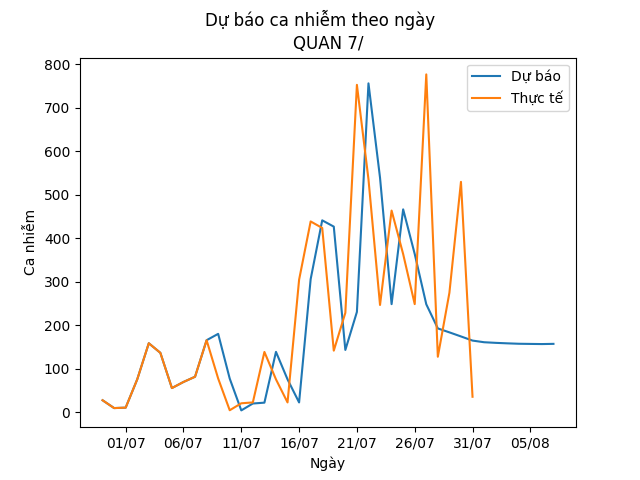 Dự báo ca nhiễm theo ngày
QUAN 7/
Dự báo
Thực tế
Ca nhiễm
800
700
600
500
400
300
200
100
0
01/07 06/07 11/07 16/07 21/07 26/07 31/07 05/08
Ngày